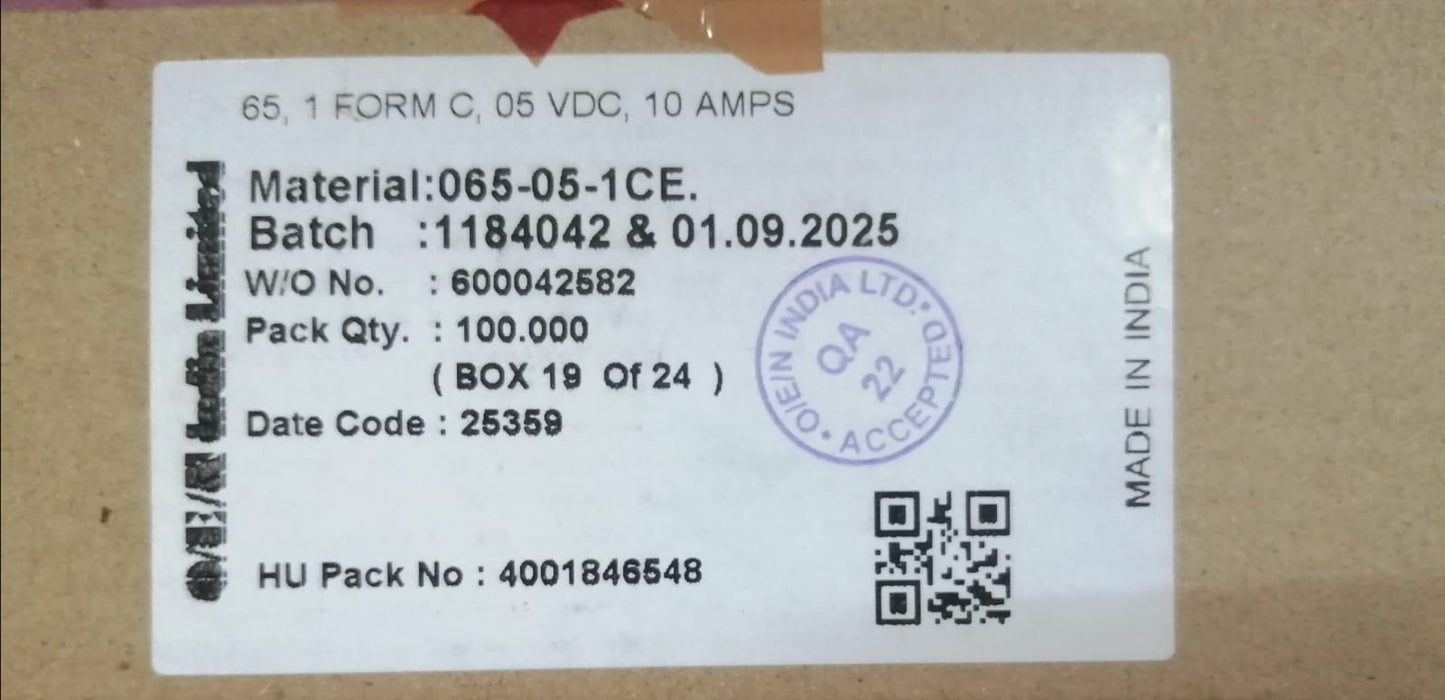 65, 1 FORM C, 05 VDC, 10 AMPS
Material:065-05-1CE.
Batch :1184042 & 01.09.2025
W/O No. : 600042582
Pack Qty. : 100.000
( BOX 19 Of 24 )
Date Code : 25359
HU Pack No : 4001846548
O/E/N India Limited
O/E/N INDIA LTD.
QA
22
ACCEPTED
MADE IN INDIA